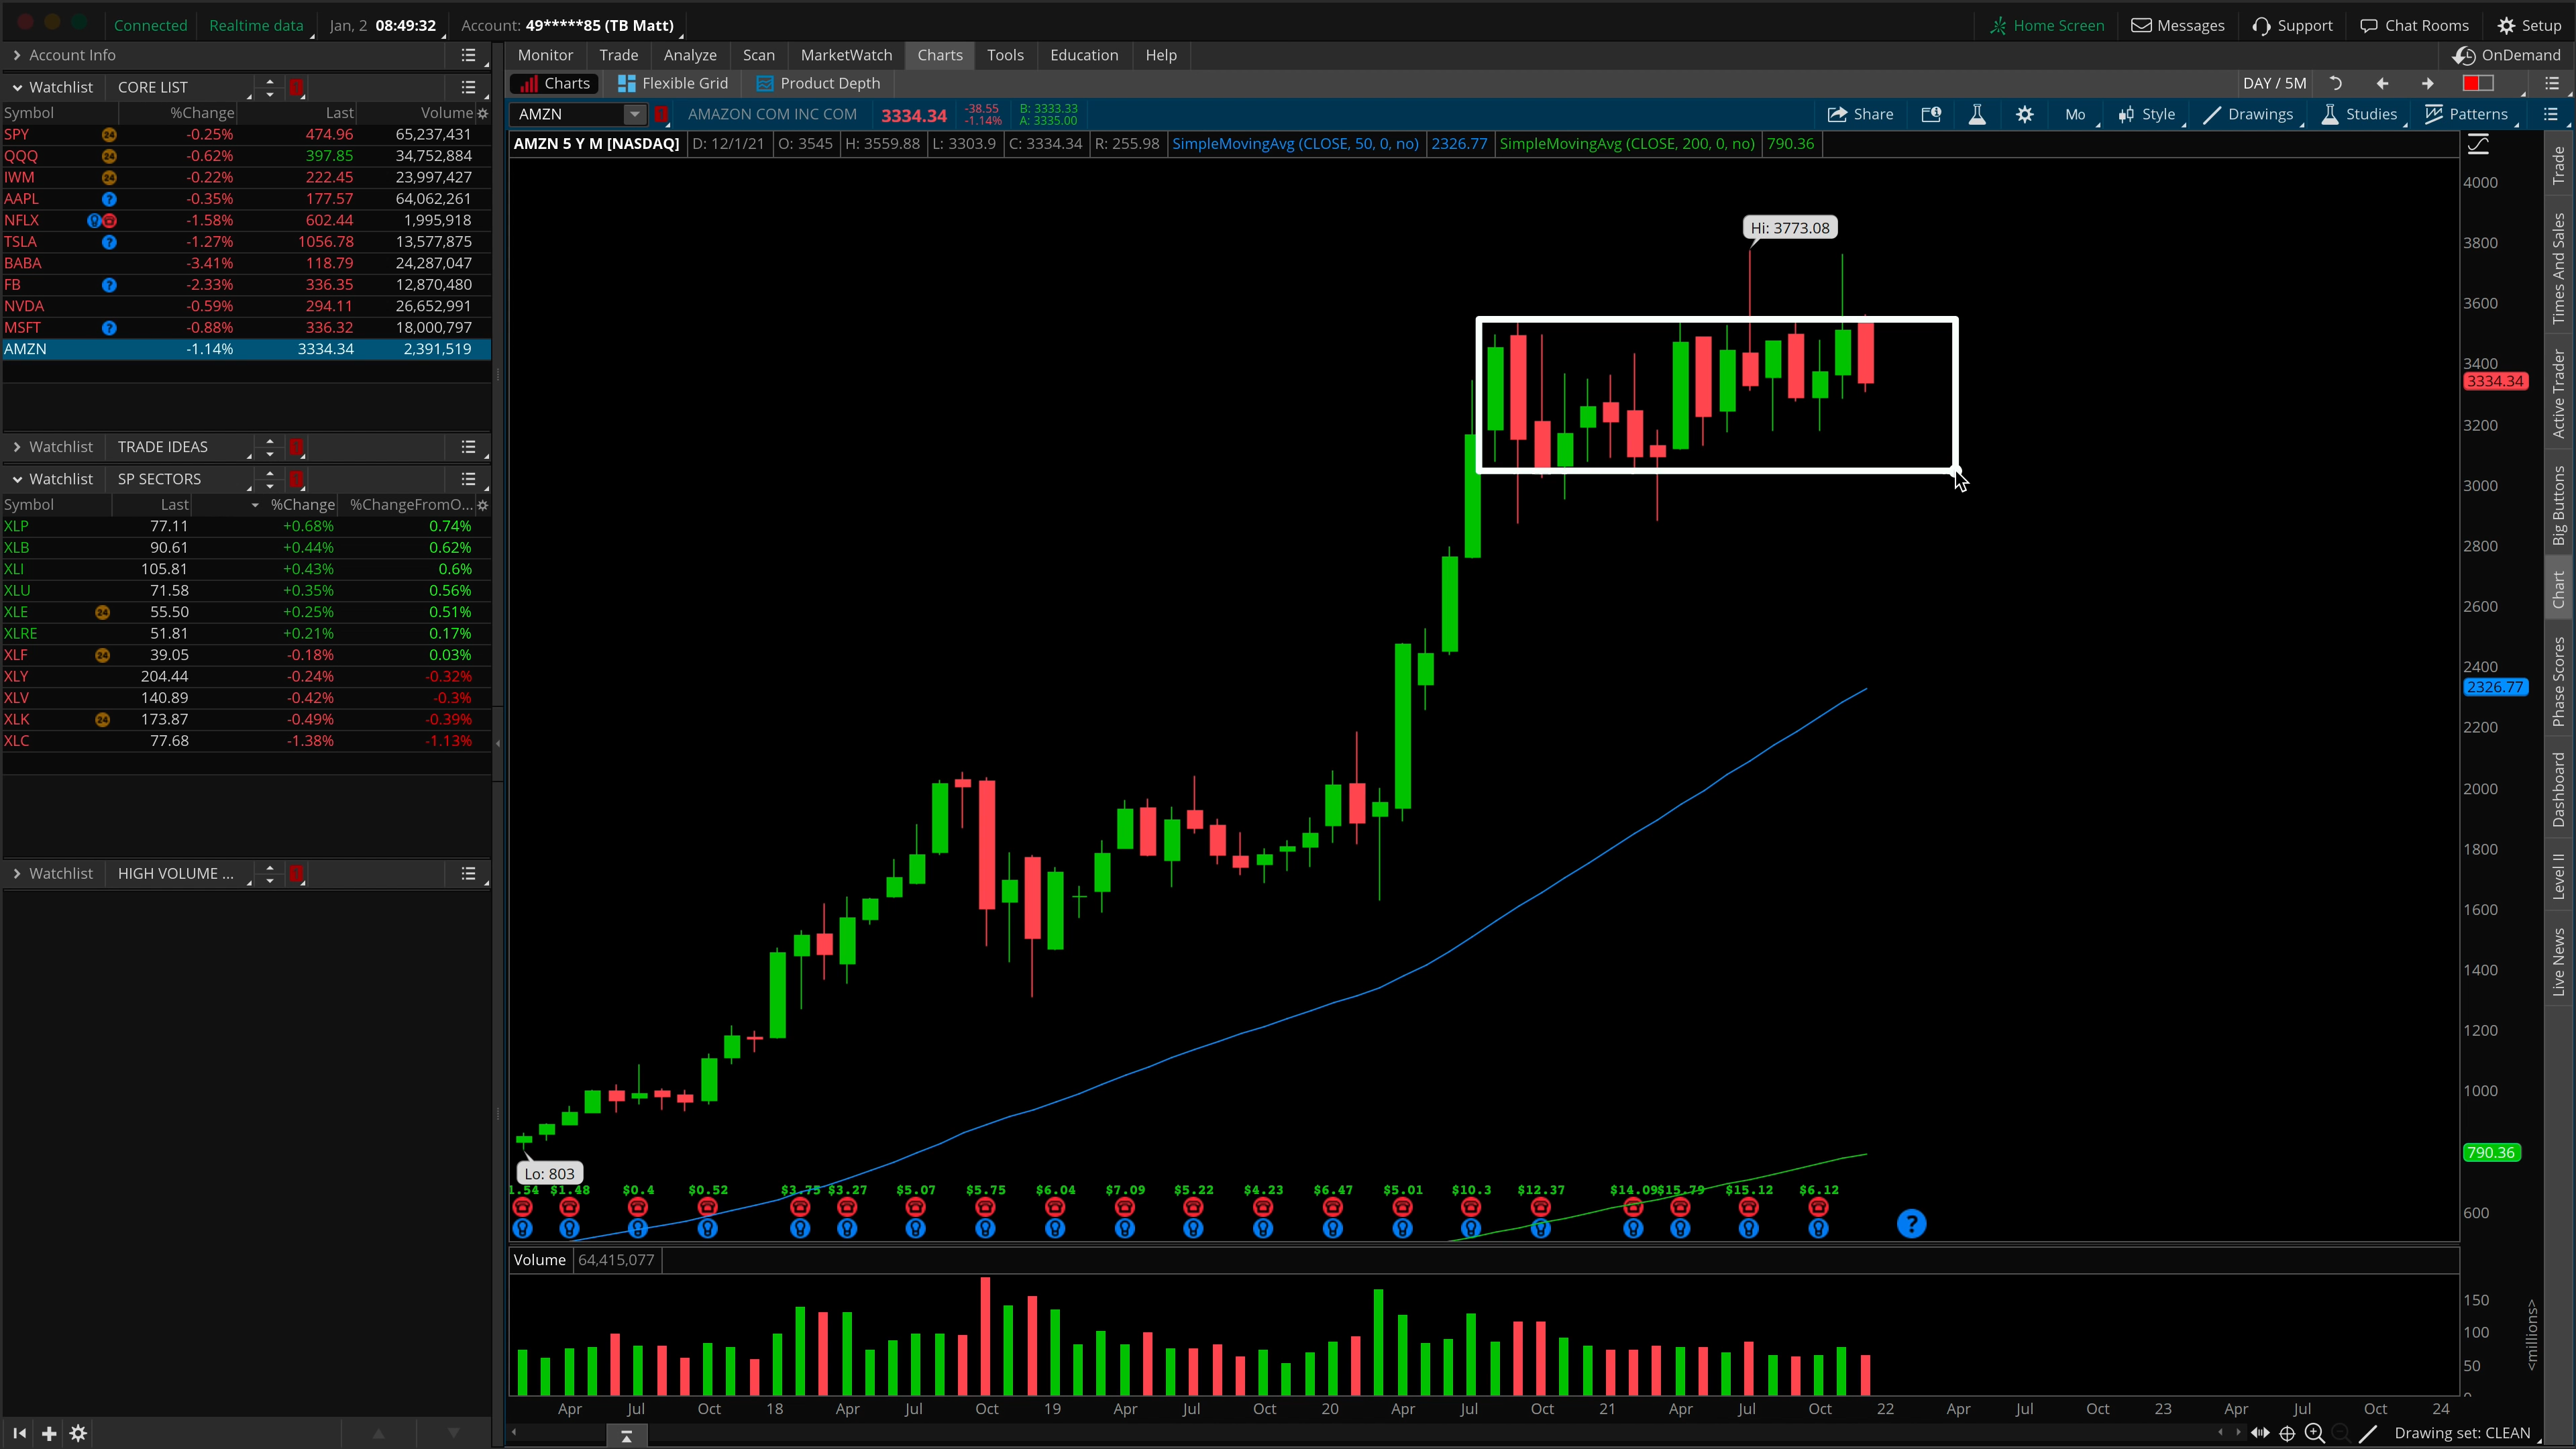 Connected Realtime data Jan, 2 08:49:32 Account: 49*****85 (TB Matt) Home Screen Messages Support Chat Rooms Setup
Account Info Monitor Trade Analyze Scan MarketWatch Charts Tools Education Help OnDemand
Watchlist CORE LIST Charts Flexible Grid Product Depth DAY / 5M
Symbol %Change Last Volume
SPY 24 -0.25% 474.96 65,237,431
QQQ 24 -0.62% 397.85 34,752,884
IWM 24 -0.22% 222.45 23,997,427
AAPL ? -0.35% 177.57 64,062,261
NFLX -1.58% 602.44 1,995,918
TSLA ? -1.27% 1056.78 13,577,875
BABA -3.41% 118.79 24,287,047
FB ? -2.33% 336.35 12,870,480
NVDA -0.59% 294.11 26,652,991
MSFT ? -0.88% 336.32 18,000,797
AMZN -1.14% 3334.34 2,391,519
Watchlist TRADE IDEAS
Watchlist SP SECTORS
Symbol Last %Change %ChangeFromO...
XLP 77.11 +0.68% 0.74%
XLB 90.61 +0.44% 0.62%
XLI 105.81 +0.43% 0.6%
XLU 71.58 +0.35% 0.56%
XLE 24 55.50 +0.25% 0.51%
XLRE 51.81 +0.21% 0.17%
XLF 24 39.05 -0.18% 0.03%
XLY 204.44 -0.24% -0.32%
XLV 140.89 -0.42% -0.3%
XLK 24 173.87 -0.49% -0.39%
XLC 77.68 -1.38% -1.13%
Watchlist HIGH VOLUME ...
AMZN AMAZON COM INC COM 3334.34 -38.55 B: 3333.33 Share Mo Style Drawings Studies Patterns
-1.14% A: 3335.00
AMZN 5 Y M [NASDAQ] D: 12/1/21 O: 3545 H: 3559.88 L: 3303.9 C: 3334.34 R: 255.98 SimpleMovingAvg (CLOSE, 50, 0, no) 2326.77 SimpleMovingAvg (CLOSE, 200, 0, no) 790.36
4000
Hi: 3773.08
3800
3600
3400
3334.34
3200
3000
2800
2600
2400
2326.77
2200
2000
1800
1600
1400
1200
1000
790.36
Lo: 803
1.54 $1.48 $0.4 $0.52 $3.75 $3.27 $5.07 $5.75 $6.04 $7.09 $5.22 $4.23 $6.47 $5.01 $10.3 $12.37 $14.09 $15.79 $15.12 $6.12
600
?
Volume 64,415,077
150
100
50
0
<millions>
Apr Jul Oct 18 Apr Jul Oct 19 Apr Jul Oct 20 Apr Jul Oct 21 Apr Jul Oct 22 Apr Jul Oct 23 Apr Jul Oct 24
Drawing set: CLEAN
Trade
Times And Sales
Active Trader
Big Buttons
Chart
Phase Scores
Dashboard
Level II
Live News